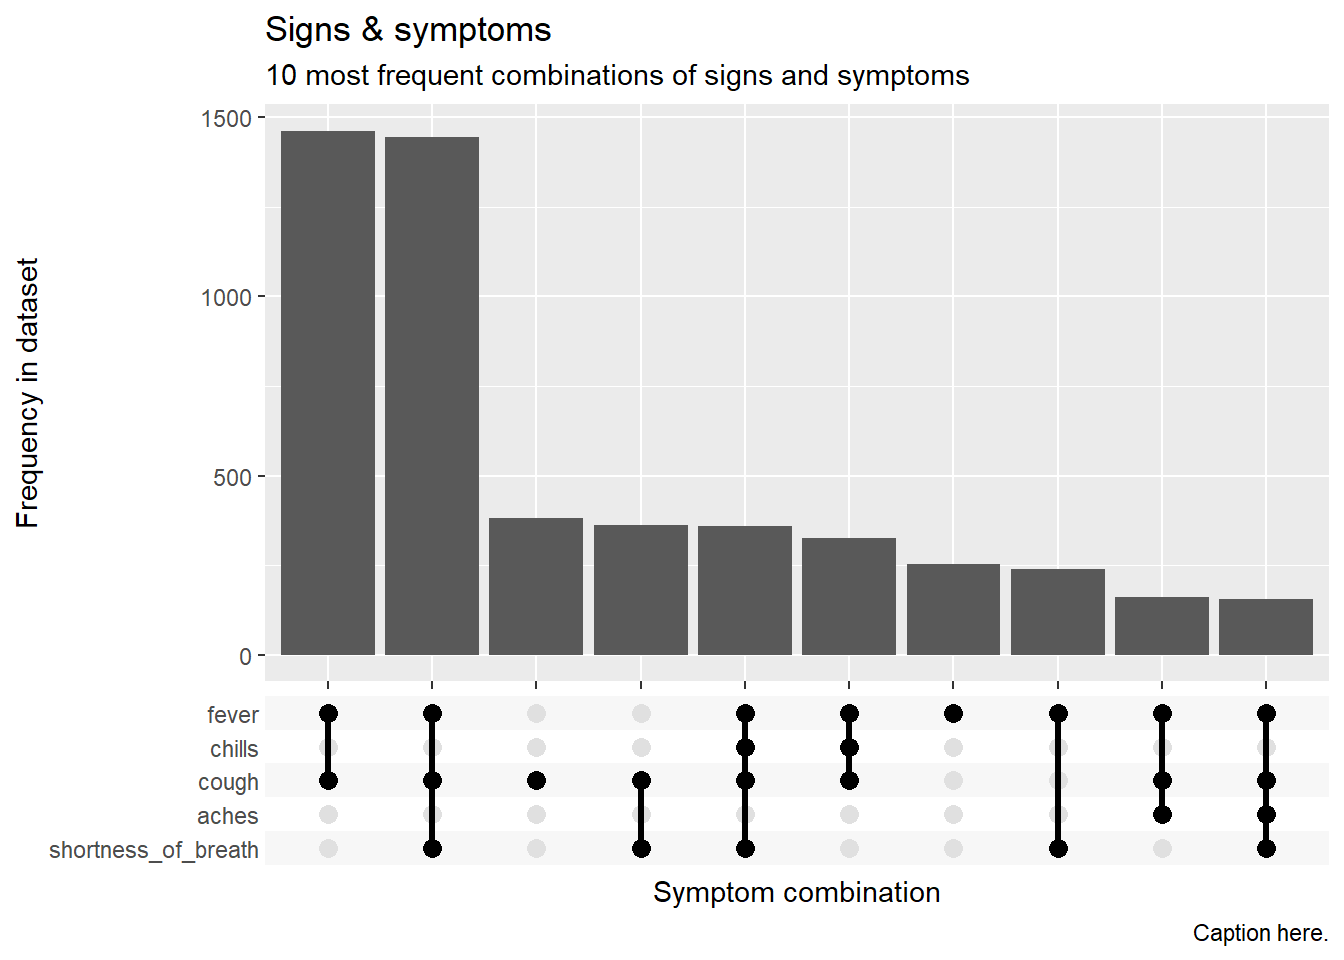 Signs & symptoms
10 most frequent combinations of signs and symptoms
Frequency in dataset
1500
1000
500
0
fever
chills
cough
aches
shortness_of_breath
Symptom combination
Caption here.